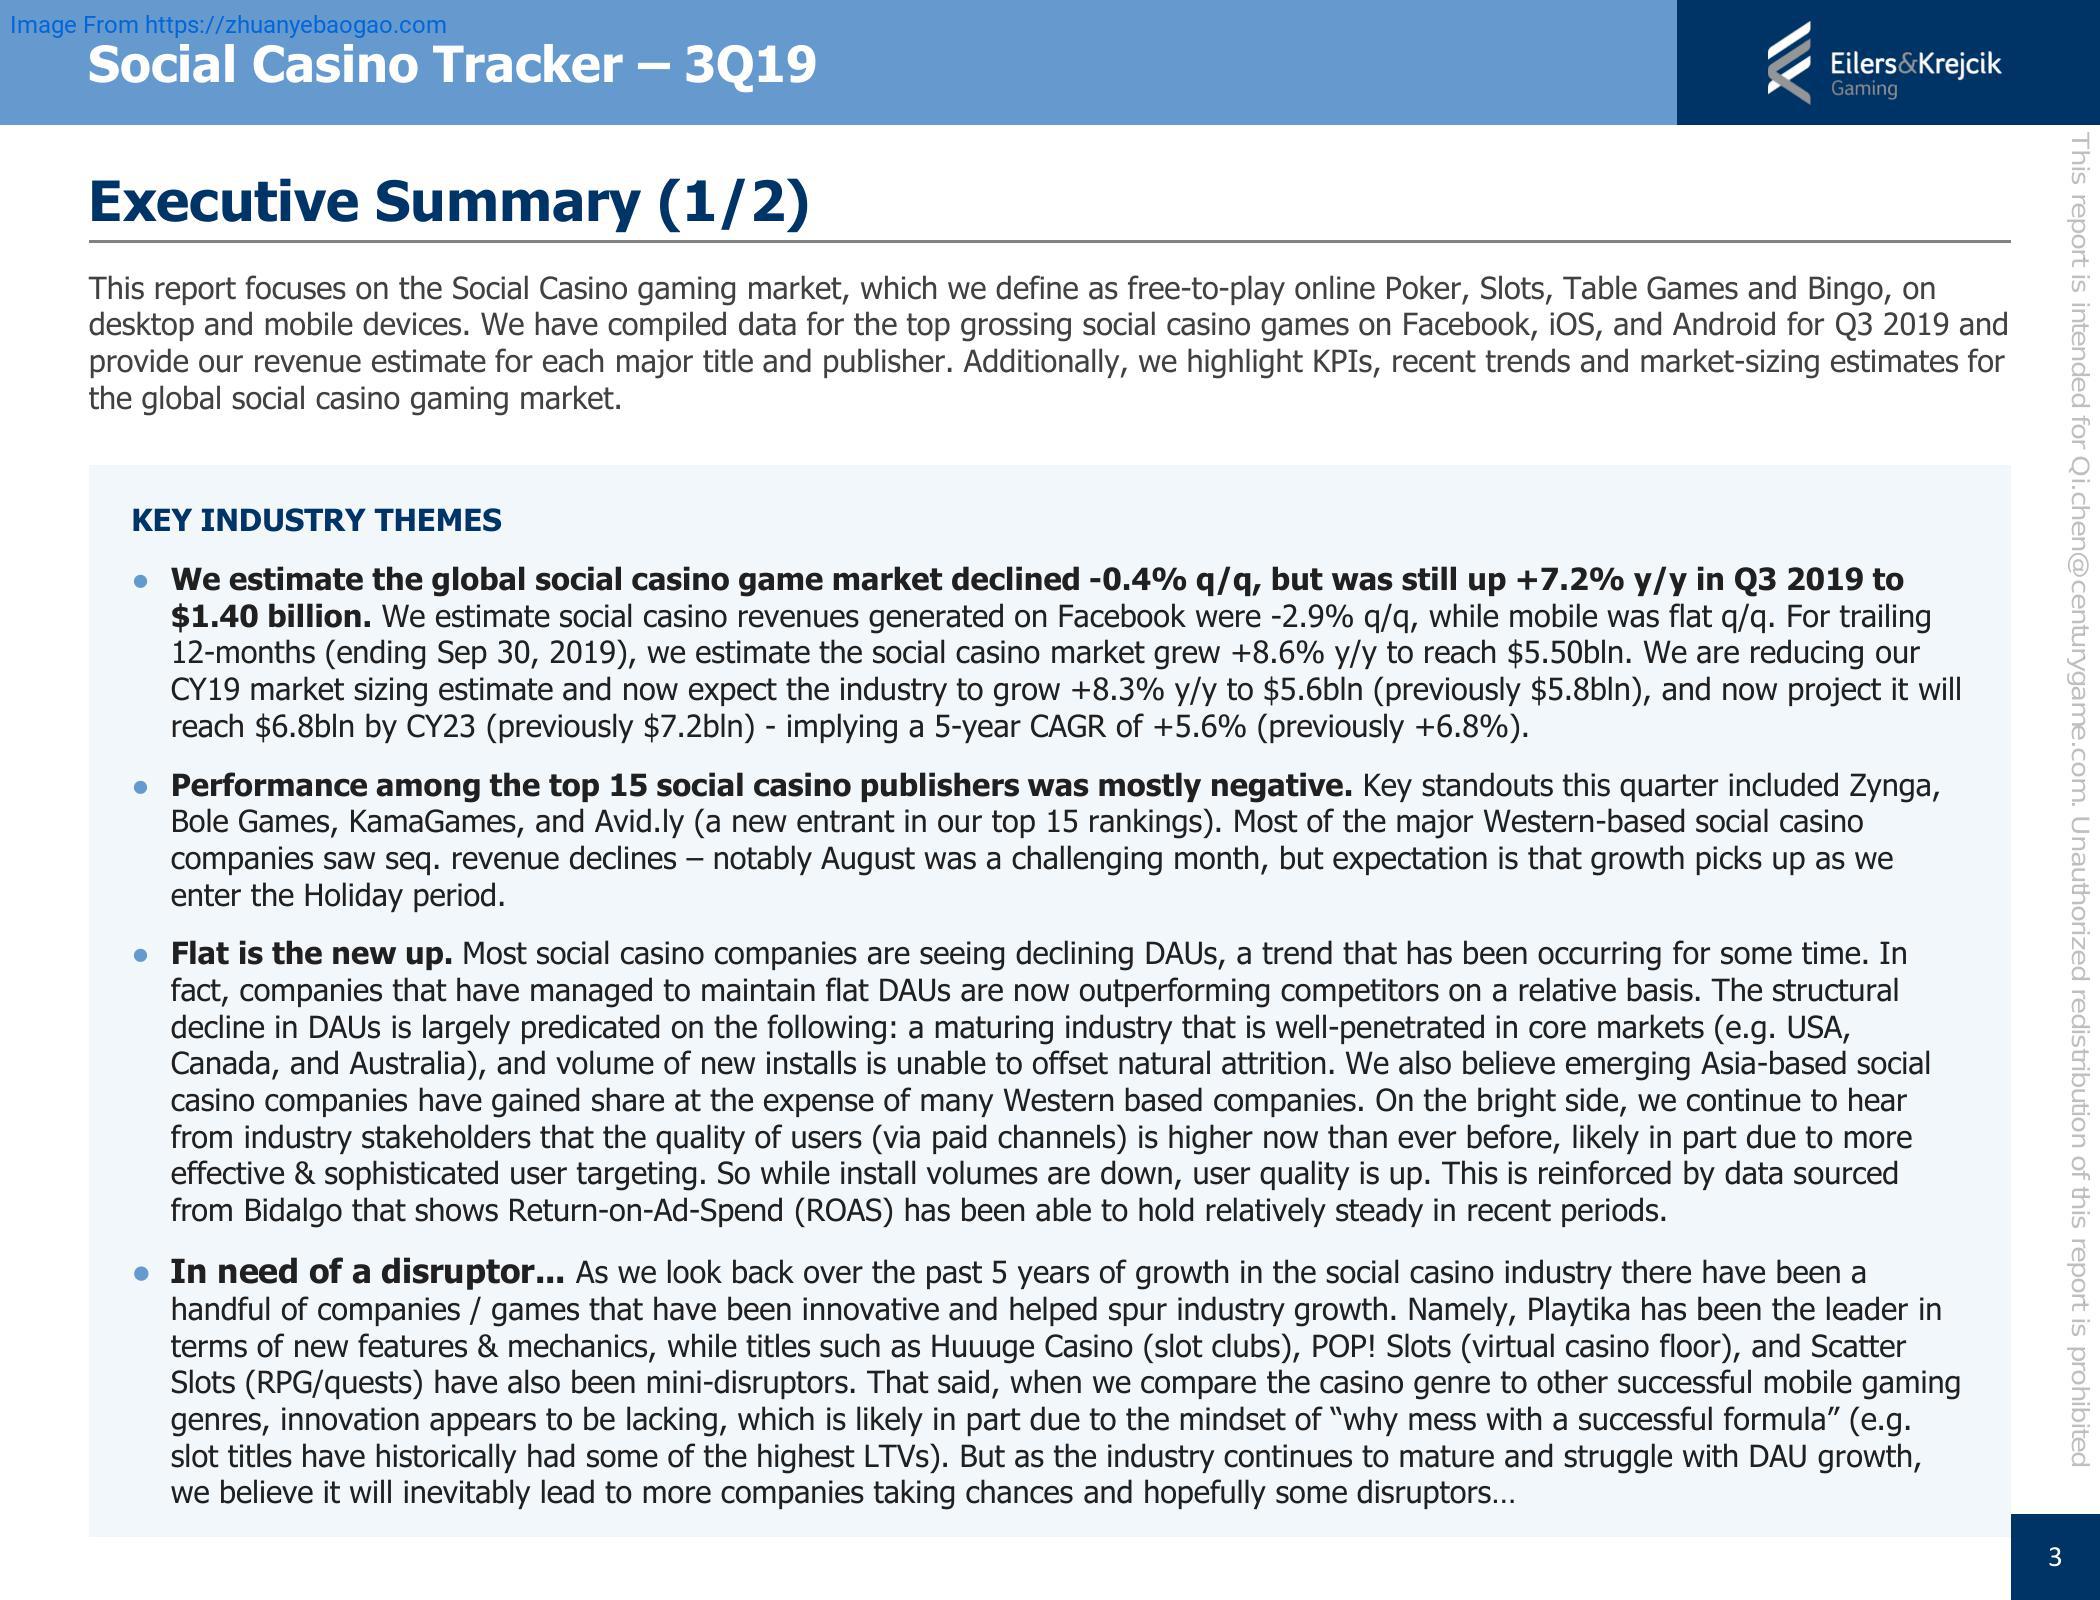 Image From https://zhuanyebaogao.com
Social Casino Tracker – 3Q19
Eilers&Krejcik
Gaming
Executive Summary (1/2)
This report focuses on the Social Casino gaming market, which we define as free-to-play online Poker, Slots, Table Games and Bingo, on
desktop and mobile devices. We have compiled data for the top grossing social casino games on Facebook, iOS, and Android for Q3 2019 and
provide our revenue estimate for each major title and publisher. Additionally, we highlight KPIs, recent trends and market-sizing estimates for
the global social casino gaming market.
KEY INDUSTRY THEMES
● We estimate the global social casino game market declined -0.4% q/q, but was still up +7.2% y/y in Q3 2019 to
$1.40 billion. We estimate social casino revenues generated on Facebook were -2.9% q/q, while mobile was flat q/q. For trailing
12-months (ending Sep 30, 2019), we estimate the social casino market grew +8.6% y/y to reach $5.50bln. We are reducing our
CY19 market sizing estimate and now expect the industry to grow +8.3% y/y to $5.6bln (previously $5.8bln), and now project it will
reach $6.8bln by CY23 (previously $7.2bln) - implying a 5-year CAGR of +5.6% (previously +6.8%).
● Performance among the top 15 social casino publishers was mostly negative. Key standouts this quarter included Zynga,
Bole Games, KamaGames, and Avid.ly (a new entrant in our top 15 rankings). Most of the major Western-based social casino
companies saw seq. revenue declines – notably August was a challenging month, but expectation is that growth picks up as we
enter the Holiday period.
● Flat is the new up. Most social casino companies are seeing declining DAUs, a trend that has been occurring for some time. In
fact, companies that have managed to maintain flat DAUs are now outperforming competitors on a relative basis. The structural
decline in DAUs is largely predicated on the following: a maturing industry that is well-penetrated in core markets (e.g. USA,
Canada, and Australia), and volume of new installs is unable to offset natural attrition. We also believe emerging Asia-based social
casino companies have gained share at the expense of many Western based companies. On the bright side, we continue to hear
from industry stakeholders that the quality of users (via paid channels) is higher now than ever before, likely in part due to more
effective & sophisticated user targeting. So while install volumes are down, user quality is up. This is reinforced by data sourced
from Bidalgo that shows Return-on-Ad-Spend (ROAS) has been able to hold relatively steady in recent periods.
● In need of a disruptor... As we look back over the past 5 years of growth in the social casino industry there have been a
handful of companies / games that have been innovative and helped spur industry growth. Namely, Playtika has been the leader in
terms of new features & mechanics, while titles such as Huuuge Casino (slot clubs), POP! Slots (virtual casino floor), and Scatter
Slots (RPG/quests) have also been mini-disruptors. That said, when we compare the casino genre to other successful mobile gaming
genres, innovation appears to be lacking, which is likely in part due to the mindset of “why mess with a successful formula” (e.g.
slot titles have historically had some of the highest LTVs). But as the industry continues to mature and struggle with DAU growth,
we believe it will inevitably lead to more companies taking chances and hopefully some disruptors…
This report is intended for Qi.chen@centurygame.com. Unauthorized redistribution of this report is prohibited
3